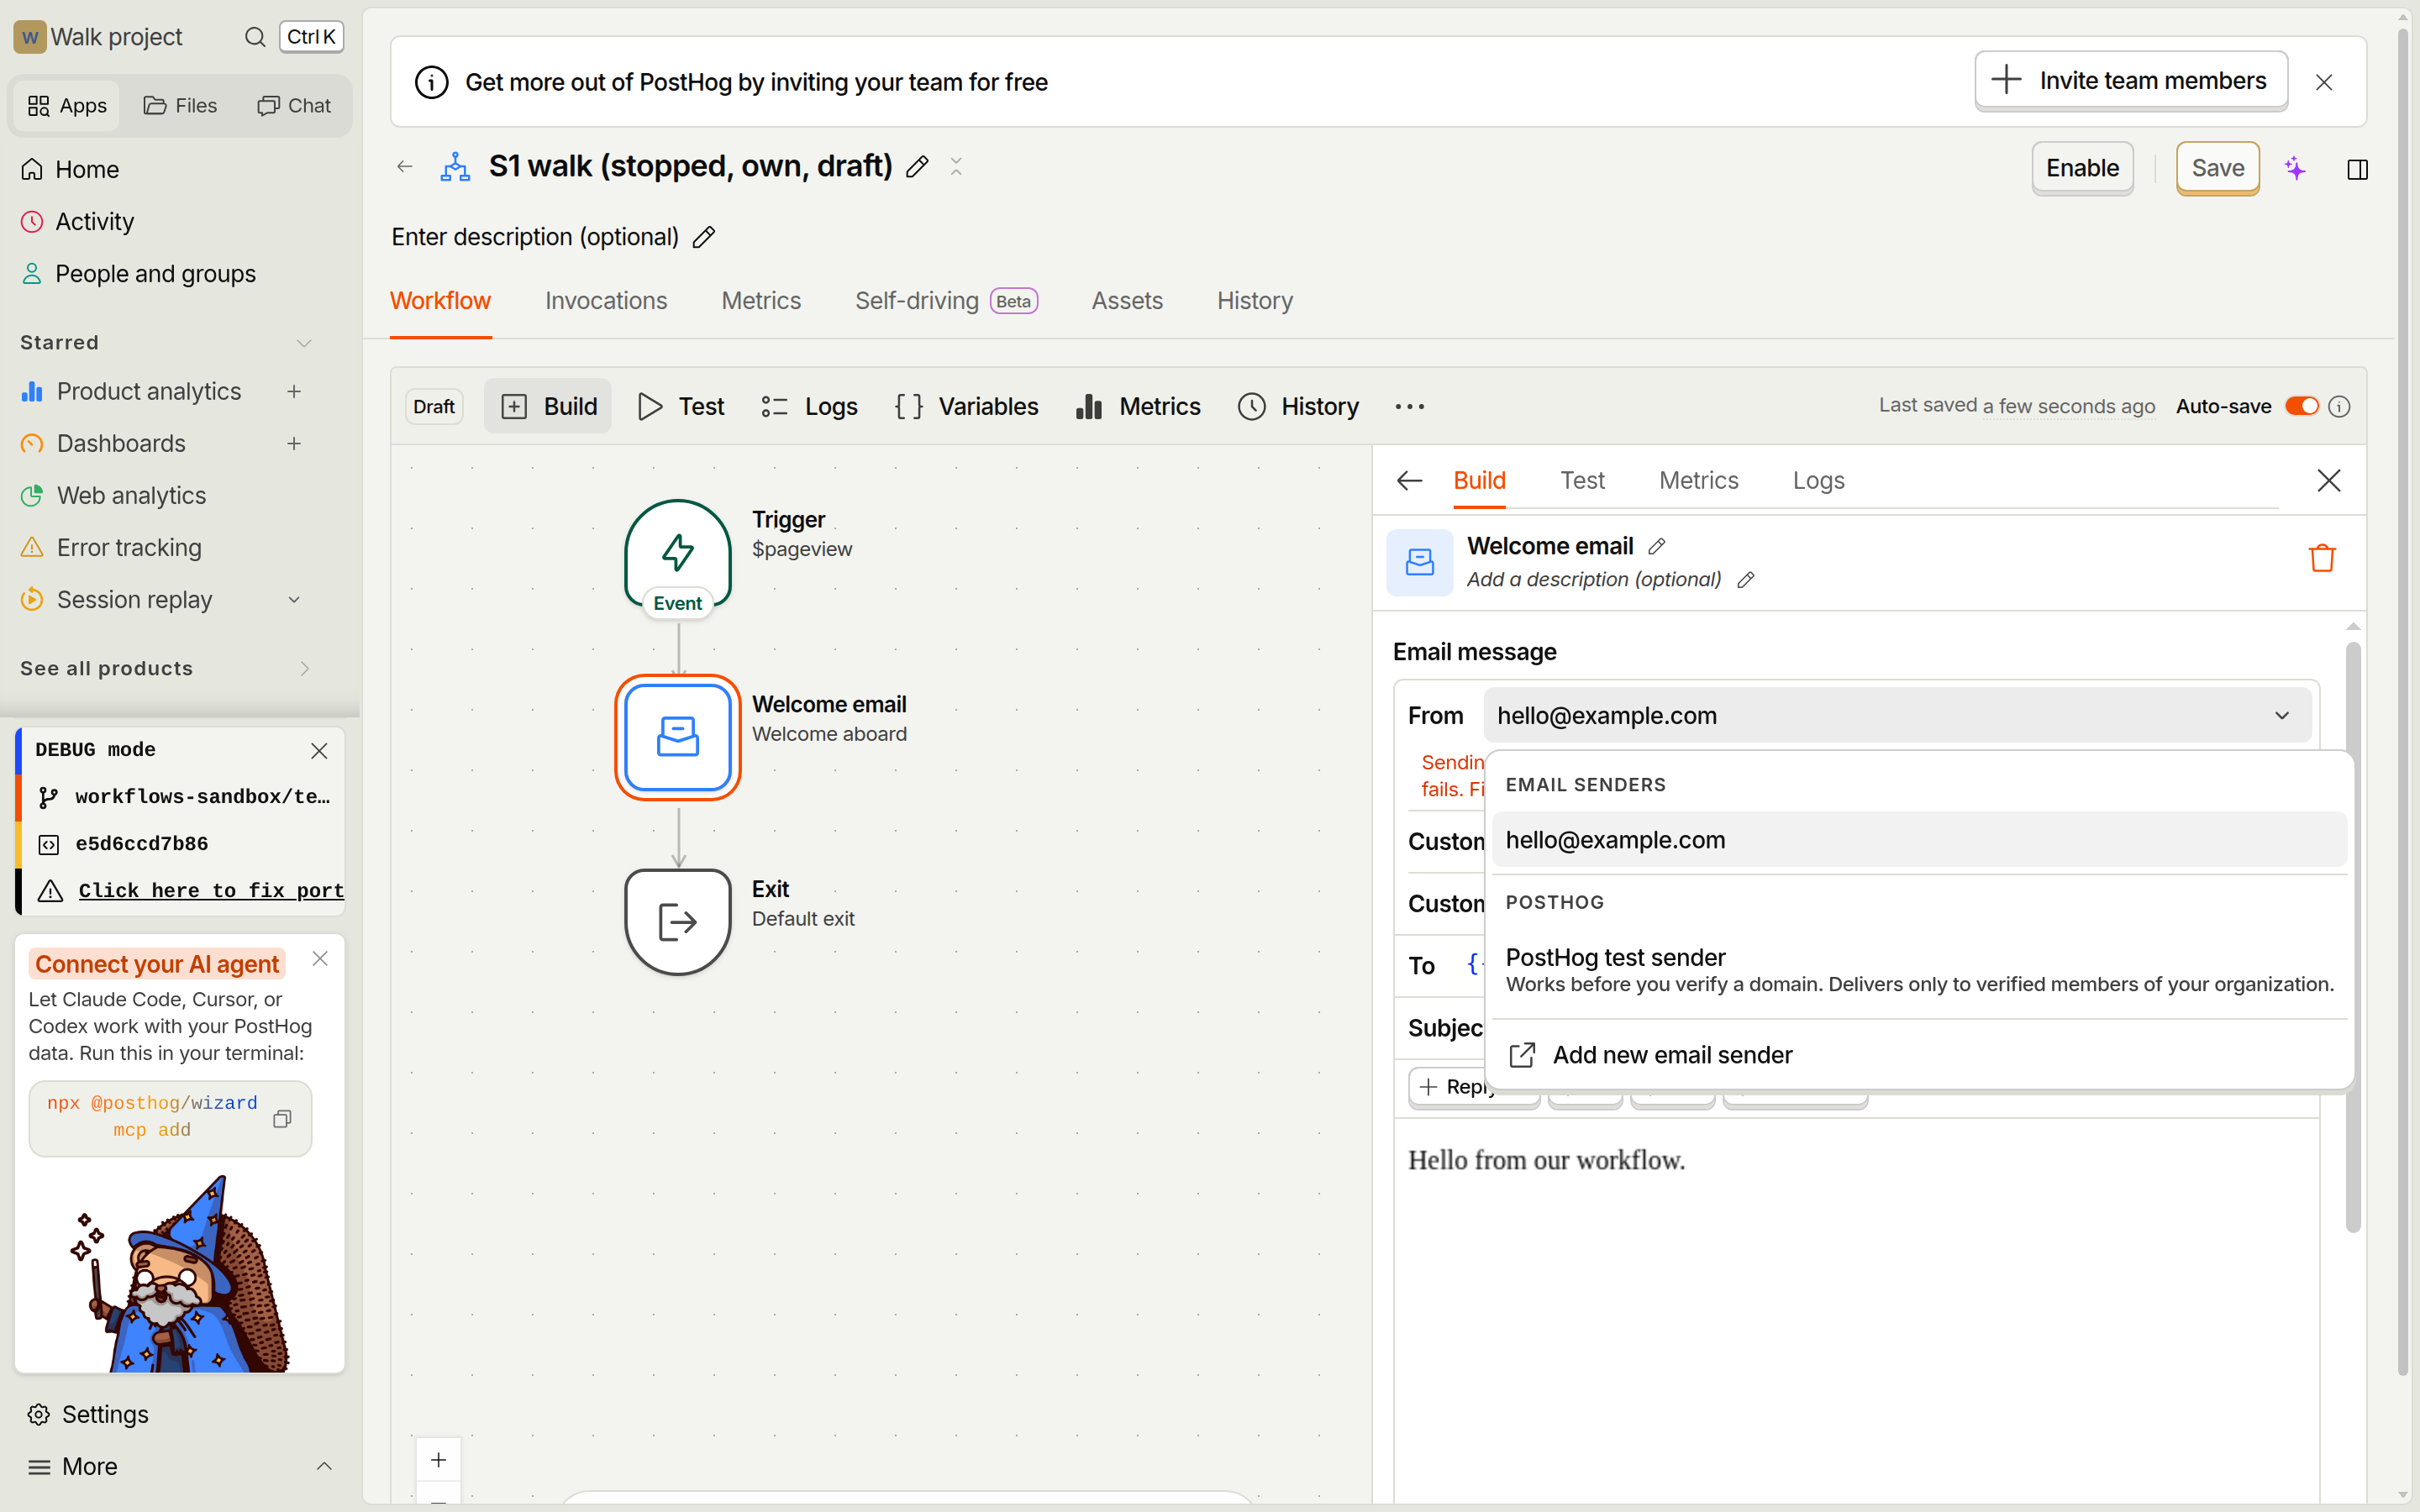 W Walk project Ctrl K
Apps Files Chat
Home
Activity
People and groups
Starred
Product analytics
Dashboards
Web analytics
Error tracking
Session replay
See all products
DEBUG mode
workflows-sandbox/te…
e5d6ccd7b86
Click here to fix port
Connect your AI agent
Let Claude Code, Cursor, or
Codex work with your PostHog
data. Run this in your terminal:
npx @posthog/wizard
mcp add
Settings
More
Get more out of PostHog by inviting your team for free
Invite team members
S1 walk (stopped, own, draft)
Enable
Save
Enter description (optional)
Workflow Invocations Metrics Self-driving Beta Assets History
Draft Build Test Logs Variables Metrics History
Last saved a few seconds ago Auto-save
Trigger
$pageview
Event
Welcome email
Welcome aboard
Exit
Default exit
Build Test Metrics Logs
Welcome email
Add a description (optional)
Email message
From hello@example.com
EMAIL SENDERS
hello@example.com
POSTHOG
PostHog test sender
Works before you verify a domain. Delivers only to verified members of your organization.
Add new email sender
fails.
To
Hello from our workflow.